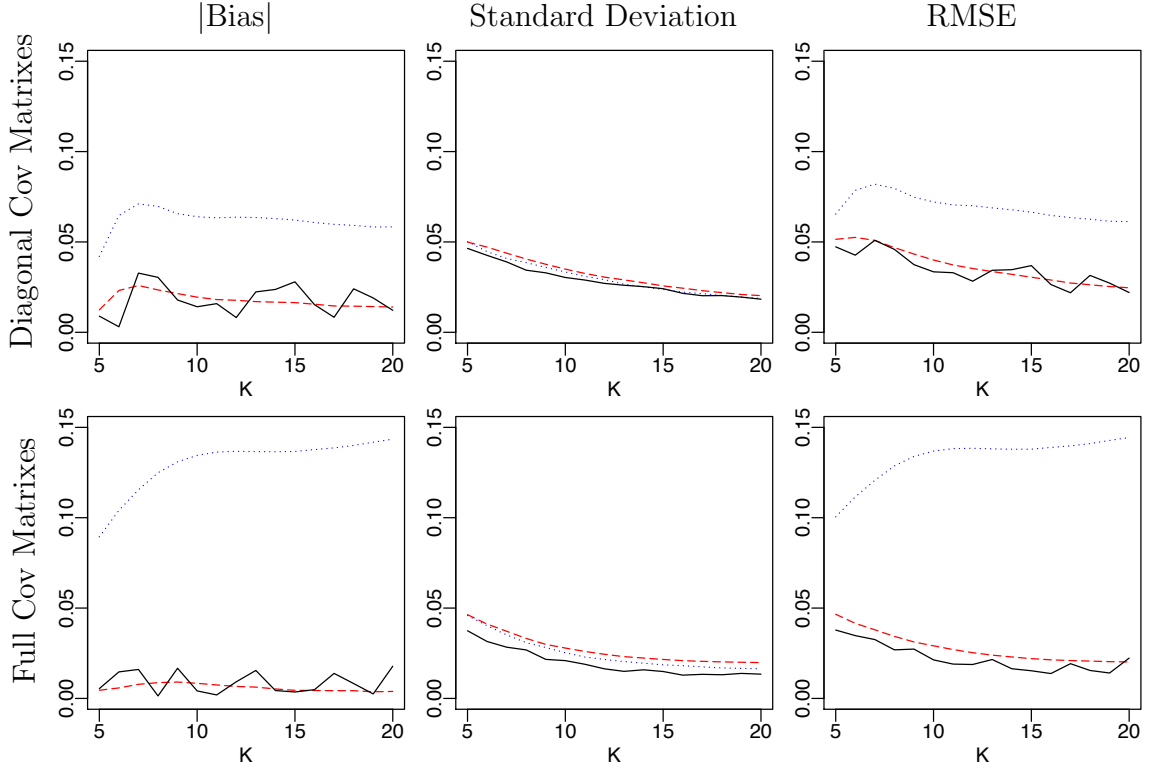 |Bias|
Standard Deviation
RMSE
Diagonal Cov Matrixes
0.00 0.05 0.10 0.15
5 10 15 20
K
0.00 0.05 0.10 0.15
5 10 15 20
K
0.00 0.05 0.10 0.15
5 10 15 20
K
Full Cov Matrixes
0.00 0.05 0.10 0.15
5 10 15 20
K
0.00 0.05 0.10 0.15
5 10 15 20
K
0.00 0.05 0.10 0.15
5 10 15 20
K